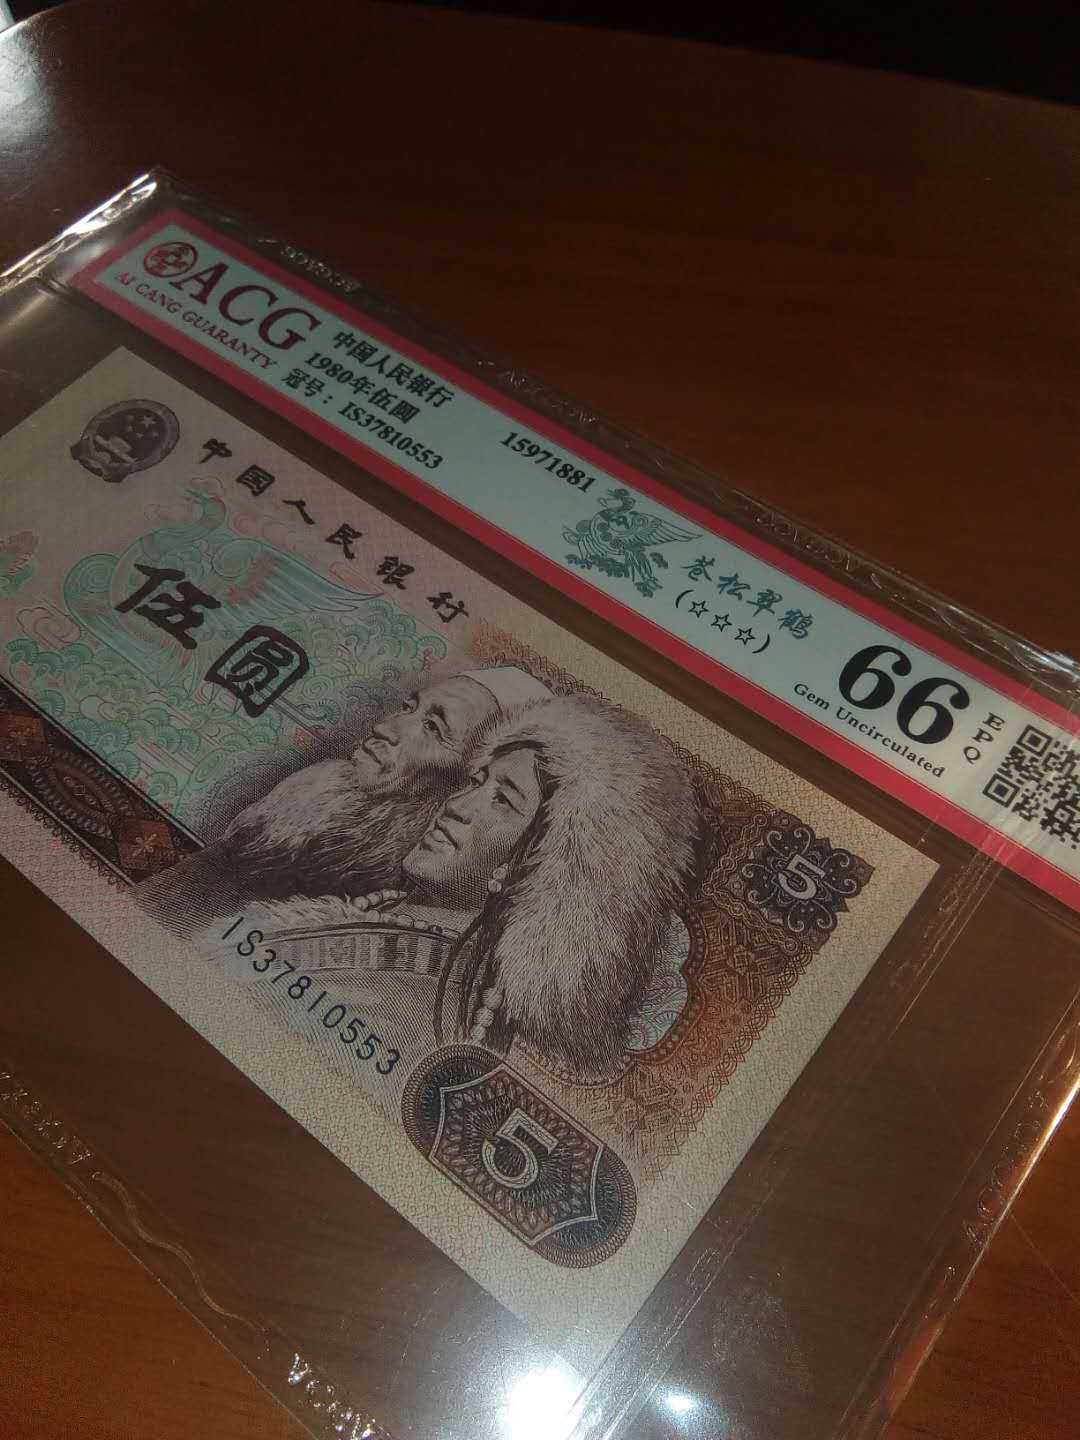 ACG
AI CANG GUARANTY
中国人民银行
1980年伍圆
冠号：IS37810553
15971881
苍松翠鹤
(☆☆☆)
66
EPQ
Gem Uncirculated
中国人民银行
伍圆
5
IS37810553
5